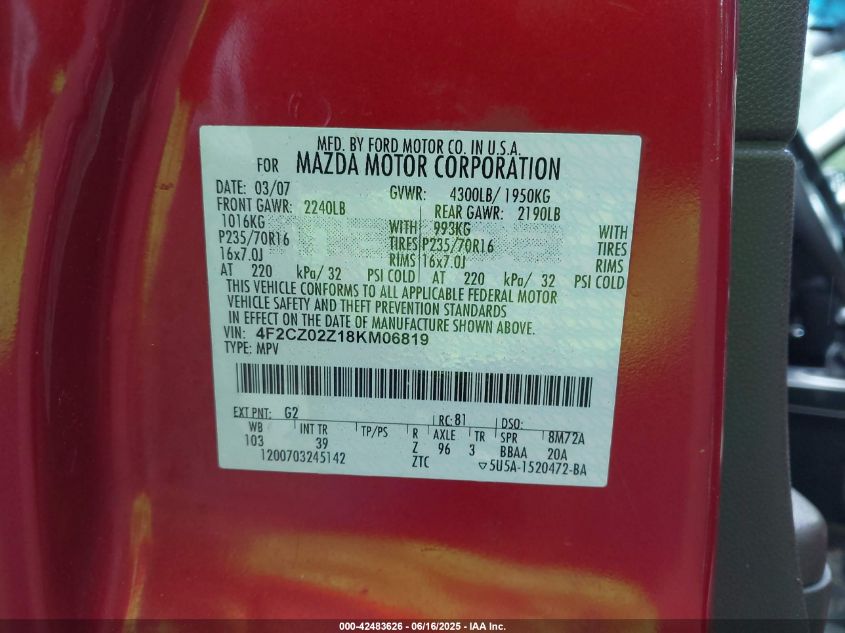 MFD. BY FORD MOTOR CO. IN U.S.A.
FOR MAZDA MOTOR CORPORATION
DATE: 03/07 GVWR: 4300LB/ 1950KG
FRONT GAWR: 2240LB REAR GAWR: 2190LB
1016KG WITH 993KG WITH
P235/70R16 TIRES P235/70R16 TIRES
16x7.0J RIMS 16x7.0J RIMS
AT 220 kPa/ 32 PSI COLD AT 220 kPa/ 32 PSI COLD
THIS VEHICLE CONFORMS TO ALL APPLICABLE FEDERAL MOTOR
VEHICLE SAFETY AND THEFT PREVENTION STANDARDS
IN EFFECT ON THE DATE OF MANUFACTURE SHOWN ABOVE.
VIN: 4F2CZ02Z18KM06819
TYPE: MPV
EXT PNT: G2 RC: 81 DSO:
WB INT TR TP/PS R AXLE TR SPR 8M72A
103 39 Z 96 3 BBAA 20A
1200703245142 ZTC 5U5A-1520472-BA
000-42483626 - 06/16/2025 - IAA Inc.